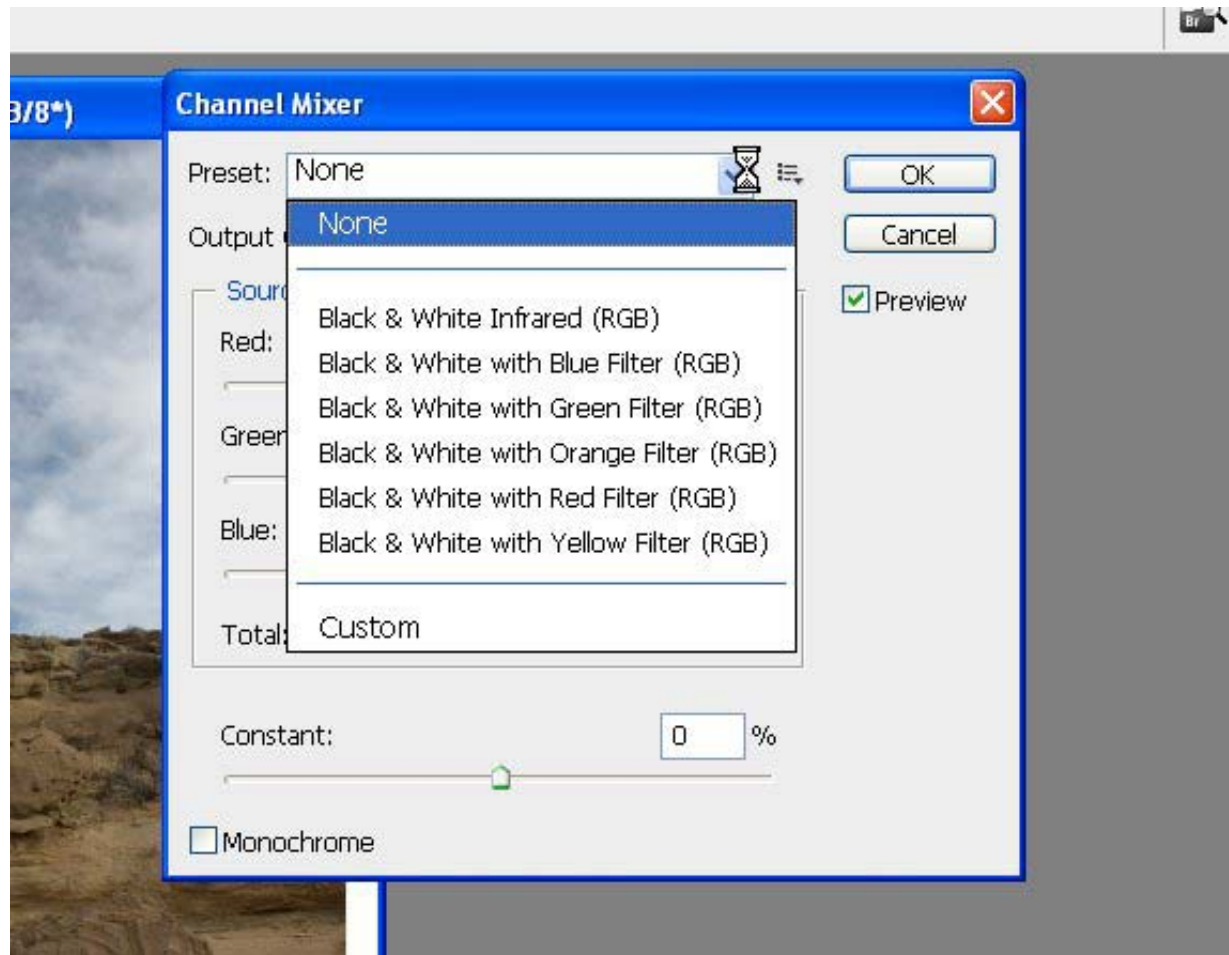 Br
3/8*)
Channel Mixer
Preset: None
OK
None
Output
Cancel
Sour
Preview
Black & White Infrared (RGB)
Red:
Black & White with Blue Filter (RGB)
Black & White with Green Filter (RGB)
Green
Black & White with Orange Filter (RGB)
Black & White with Red Filter (RGB)
Blue:
Black & White with Yellow Filter (RGB)
Total:
Custom
Constant: 0 %
Monochrome